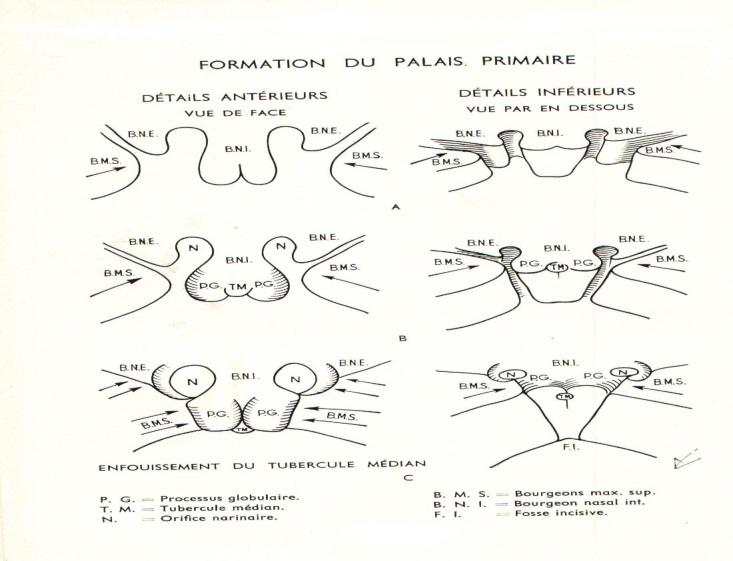 FORMATION DU PALAIS. PRIMAIRE
DÉTAiLS ANTÉRIEURS
VUE DE FACE
DÉTAILS INFÉRIEURS
VUE PAR EN DESSOUS
B.N.E. B.N.E.
B.N.I.
B.M.S. B.M.S.
B.N.E. B.N.I. B.N.E.
B.M.S. B.M.S.
A
B.N.E. N N B.N.E.
B.N.I.
B.M.S. B.M.S.
P.G. TM P.G.
B.N.E. B.N.I. B.N.E.
B.M.S. P.G. TM P.G. B.M.S.
B
B.N.E. B.N.I. B.N.E.
N N
P.G. P.G.
B.M.S. B.M.S.
TM
B.N.I.
N P.G. P.G. N
B.M.S. B.M.S.
TM
F.I.
ENFOUISSEMENT DU TUBERCULE MÉDIAN
C
P. G. = Processus globulaire.
T. M. = Tubercule médian.
N. = Orifice narinaire.
B. M. S. = Bourgeons max. sup.
B. N. I. = Bourgeon nasal int.
F. I. = Fosse incisive.